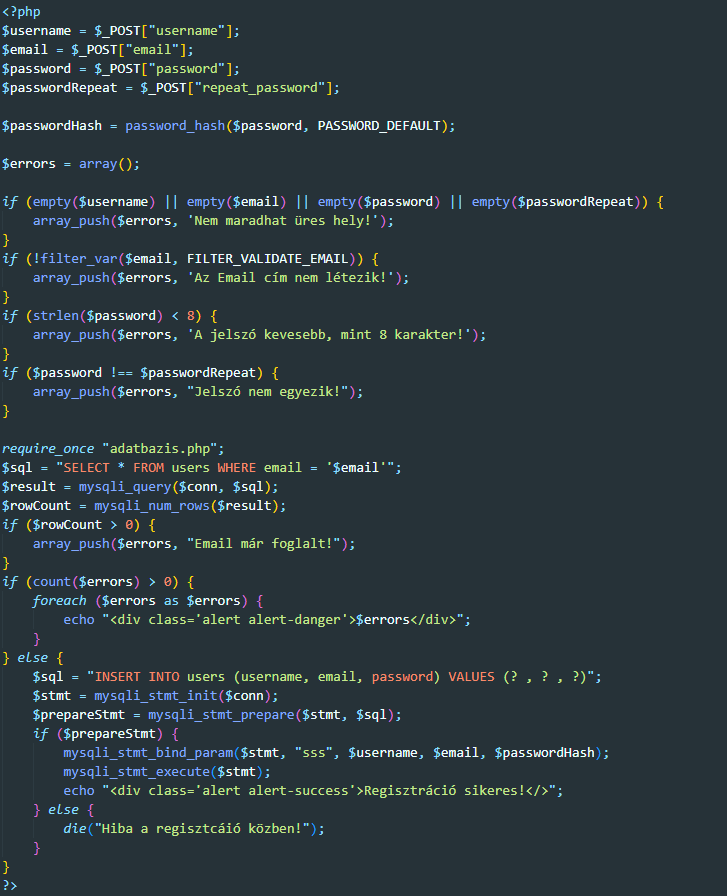 <?php
$username = $_POST["username"];
$email = $_POST["email"];
$password = $_POST["password"];
$passwordRepeat = $_POST["repeat_password"];
$passwordHash = password_hash($password, PASSWORD_DEFAULT);
$errors = array();
if (empty($username) || empty($email) || empty($password) || empty($passwordRepeat)) {
    array_push($errors, 'Nem maradhat üres hely!');
}
if (!filter_var($email, FILTER_VALIDATE_EMAIL)) {
    array_push($errors, 'Az Email cím nem létezik!');
}
if (strlen($password) < 8) {
    array_push($errors, 'A jelszó kevesebb, mint 8 karakter!');
}
if ($password !== $passwordRepeat) {
    array_push($errors, "Jelszó nem egyezik!");
}
require_once "adatbazis.php";
$sql = "SELECT * FROM users WHERE email = '$email'";
$result = mysqli_query($conn, $sql);
$rowCount = mysqli_num_rows($result);
if ($rowCount > 0) {
    array_push($errors, "Email már foglalt!");
}
if (count($errors) > 0) {
    foreach ($errors as $errors) {
        echo "<div class='alert alert-danger'>$errors</div>";
    }
} else {
    $sql = "INSERT INTO users (username, email, password) VALUES (? , ? , ?)";
    $stmt = mysqli_stmt_init($conn);
    $prepareStmt = mysqli_stmt_prepare($stmt, $sql);
    if ($prepareStmt) {
        mysqli_stmt_bind_param($stmt, "sss", $username, $email, $passwordHash);
        mysqli_stmt_execute($stmt);
        echo "<div class='alert alert-success'>Regisztráció sikeres!</>";
    } else {
        die("Hiba a regisztcáió közben!");
    }
}
?>